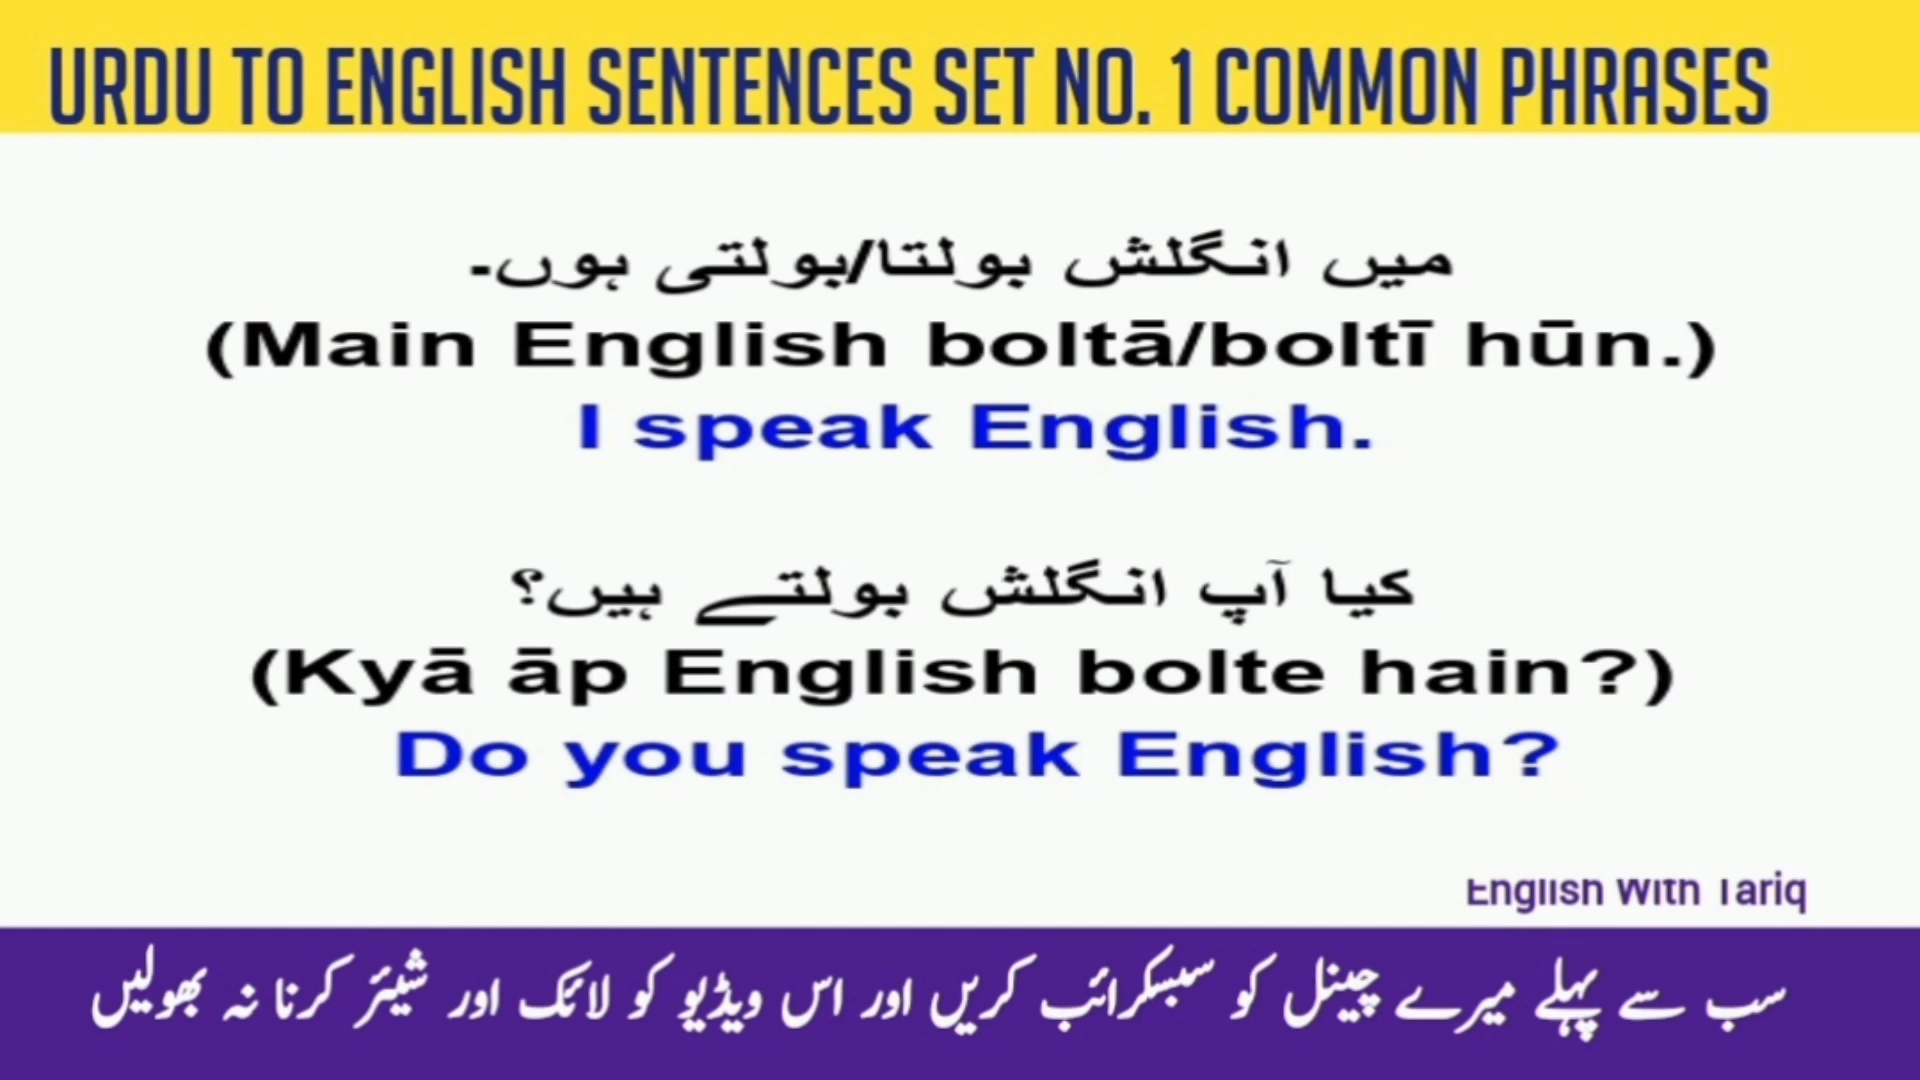 URDU TO ENGLISH SENTENCES SET NO. 1 COMMON PHRASES
میں انگلش بولتا/بولتی ہوں۔
(Main English boltā/boltī hūn.)
I speak English.
کیا آپ انگلش بولتے ہیں؟
(Kyā āp English bolte hain?)
Do you speak English?
English With Tariq
سب سے پہلے میرے چینل کو سبسکرائب کریں اور اس ویڈیو کو لائک اور شیئر کرنا نہ بھولیں